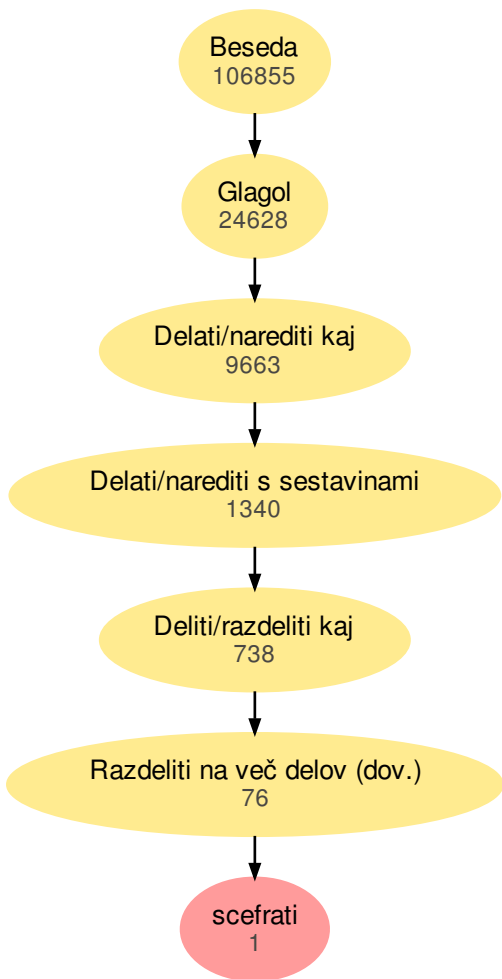 Beseda
106855
Glagol
24628
Delati/narediti kaj
9663
Delati/narediti s sestavinami
1340
Deliti/razdeliti kaj
738
Razdeliti na več delov (dov.)
76
scefrati
1